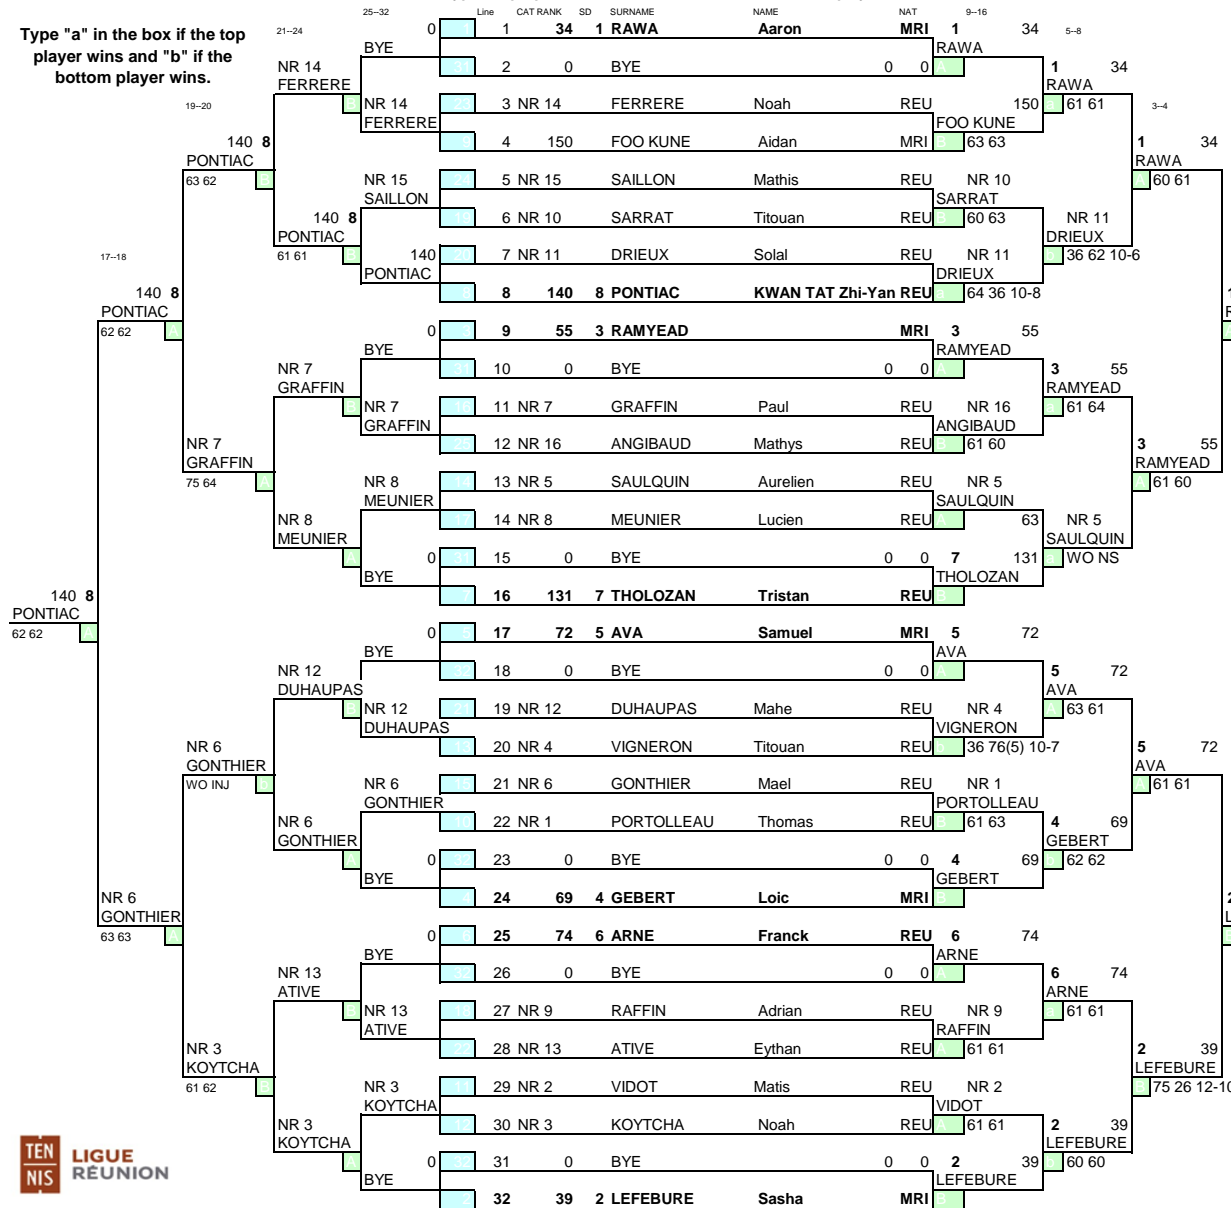 25--32 Line CAT RANK SD SURNAME NAME NAT 9--16
Type "a" in the box if the top player wins and "b" if the bottom player wins.
21--24 0 1 34 1 RAWA Aaron MRI 1 34 5--8
BYE RAWA
NR 14 2 0 BYE 0 0 1 34
FERRERE RAWA
19--20 NR 14 3 NR 14 FERRERE Noah REU 150 61 61 3--4
FERRERE FOO KUNE
140 8 4 150 FOO KUNE Aidan MRI 63 63 1 34
PONTIAC RAWA
63 62 NR 15 5 NR 15 SAILLON Mathis REU NR 10 60 61
SAILLON SARRAT
140 8 6 NR 10 SARRAT Titouan REU 60 63 NR 11
PONTIAC DRIEUX
17--18 61 61 140 7 NR 11 DRIEUX Solal REU NR 11 36 62 10-6
PONTIAC DRIEUX
140 8 8 140 8 PONTIAC KWAN TAT Zhi-Yan REU 64 36 10-8
PONTIAC
62 62 0 9 55 3 RAMYEAD MRI 3 55
BYE RAMYEAD
NR 7 10 0 BYE 0 0 3 55
GRAFFIN RAMYEAD
NR 7 11 NR 7 GRAFFIN Paul REU NR 16 61 64
GRAFFIN ANGIBAUD
NR 7 12 NR 16 ANGIBAUD Mathys REU 61 60 3 55
GRAFFIN RAMYEAD
75 64 NR 8 13 NR 5 SAULQUIN Aurelien REU NR 5 61 60
MEUNIER SAULQUIN
NR 8 14 NR 8 MEUNIER Lucien REU 63 NR 5
MEUNIER SAULQUIN
0 15 0 BYE 0 0 7 131 WO NS
BYE THOLOZAN
140 8 16 131 7 THOLOZAN Tristan REU
PONTIAC
62 62 0 17 72 5 AVA Samuel MRI 5 72
BYE AVA
NR 12 18 0 BYE 0 0 5 72
DUHAUPAS AVA
NR 12 19 NR 12 DUHAUPAS Mahe REU NR 4 63 61
DUHAUPAS VIGNERON
NR 6 20 NR 4 VIGNERON Titouan REU 36 76(5) 10-7 5 72
GONTHIER AVA
WO INJ NR 6 21 NR 6 GONTHIER Mael REU NR 1 61 61
GONTHIER PORTOLLEAU
NR 6 22 NR 1 PORTOLLEAU Thomas REU 61 63 4 69
GONTHIER GEBERT
0 23 0 BYE 0 0 4 69 62 62
BYE GEBERT
NR 6 24 69 4 GEBERT Loic MRI
GONTHIER
63 63 0 25 74 6 ARNE Franck REU 6 74
BYE ARNE
NR 13 26 0 BYE 0 0 6 74
ATIVE ARNE
NR 13 27 NR 9 RAFFIN Adrian REU NR 9 61 61
ATIVE RAFFIN
NR 3 28 NR 13 ATIVE Eythan REU 61 61 2 39
KOYTCHA LEFEBURE
61 62 NR 3 29 NR 2 VIDOT Matis REU NR 2 75 26 12-10
KOYTCHA VIDOT
NR 3 30 NR 3 KOYTCHA Noah REU 61 61 2 39
KOYTCHA LEFEBURE
0 31 0 BYE 0 0 2 39 60 60
BYE LEFEBURE
32 39 2 LEFEBURE Sasha MRI
TEN
NIS
LIGUE
RÉUNION